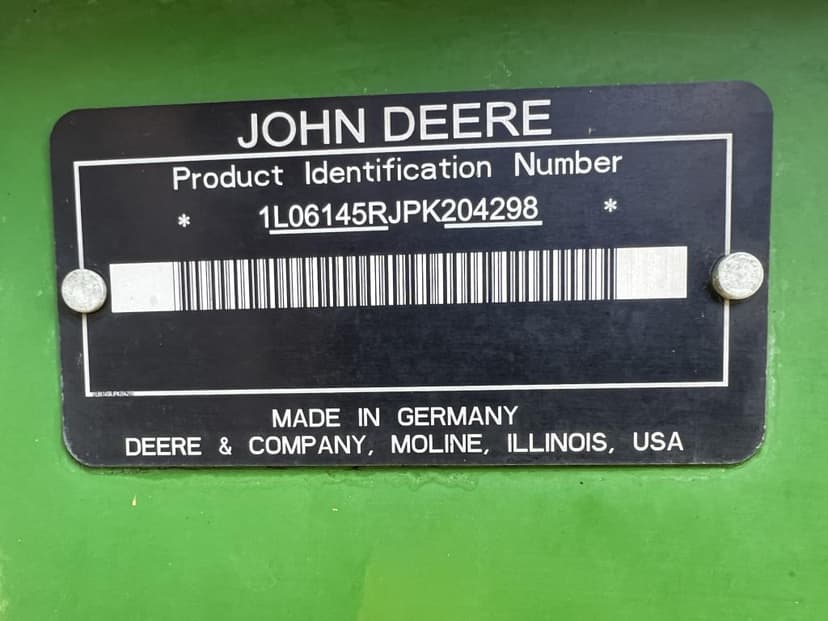 JOHN DEERE
Product Identification Number
* 1L06145RJPK204298 *
MADE IN GERMANY
DEERE & COMPANY, MOLINE, ILLINOIS, USA